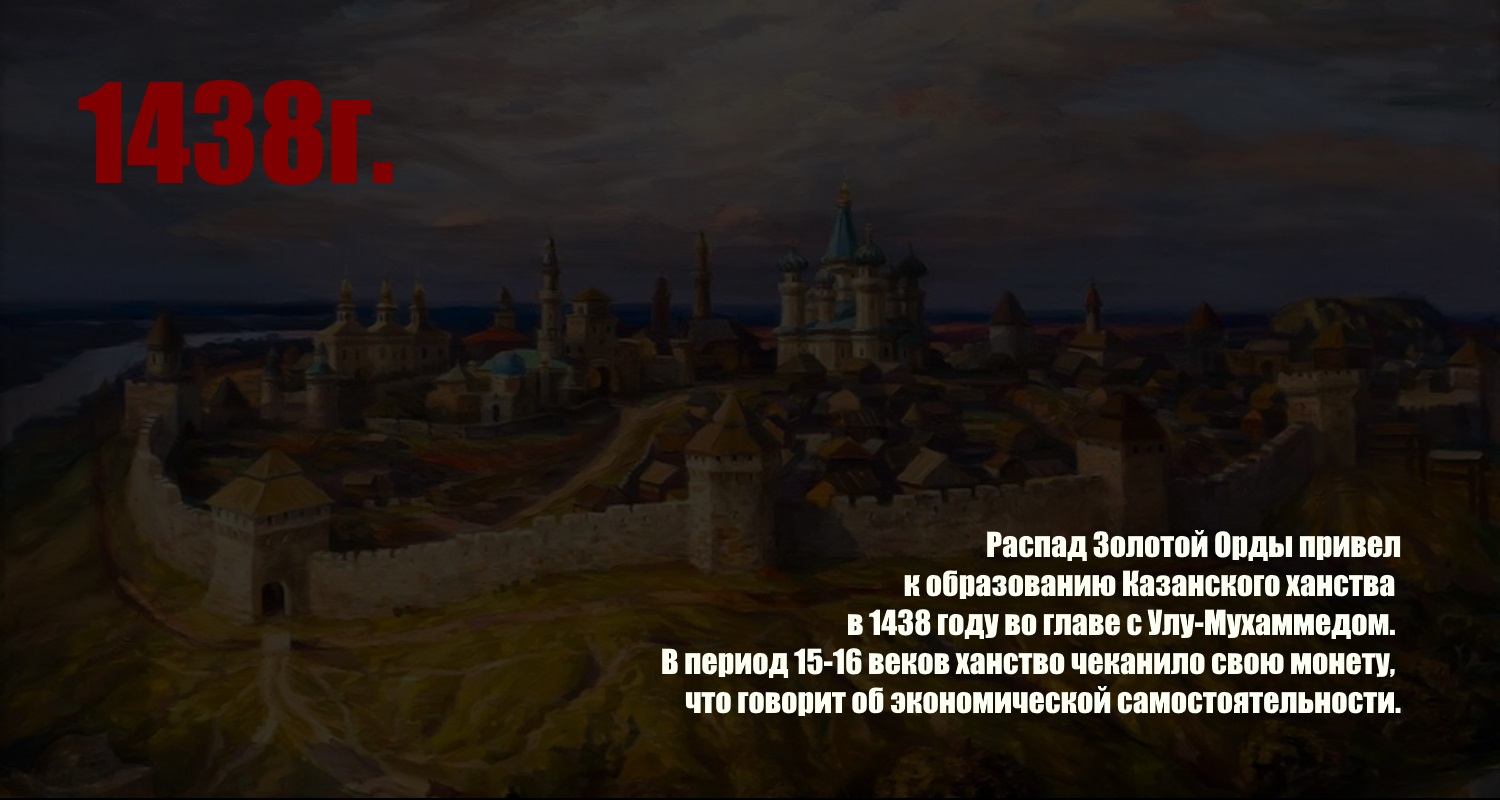 1438г.
Распад Золотой Орды привел
к образованию Казанского ханства
в 1438 году во главе с Улу-Мухаммедом.
В период 15-16 веков ханство чеканило свою монету,
что говорит об экономической самостоятельности.